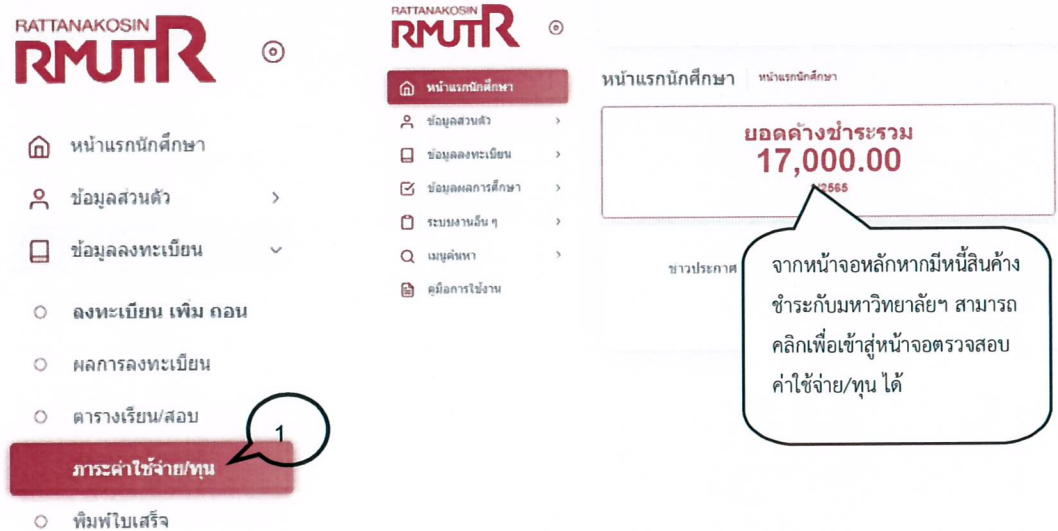 RATTANAKOSIN
RMUTR
หน้าแรกนักศึกษา
ข้อมูลส่วนตัว
ข้อมูลลงทะเบียน
ลงทะเบียน เพิ่ม ถอน
ผลการลงทะเบียน
ตารางเรียน/สอบ
1
ภาระค่าใช้จ่าย/ทุน
พิมพ์ใบเสร็จ
RATTANAKOSIN
RMUTR
หน้าแรกนักศึกษา
ข้อมูลส่วนตัว
ข้อมูลลงทะเบียน
ข้อมูลผลการศึกษา
ระบบงานอื่น ๆ
เมนูค้นหา
คู่มือการใช้งาน
หน้าแรกนักศึกษา หน้าแรกนักศึกษา
ยอดค้างชำระรวม
17,000.00
/2565
ข่าวประกาศ
จากหน้าจอหลักหากมีหนี้สินค้าง
ชำระกับมหาวิทยาลัยฯ สามารถ
คลิกเพื่อเข้าสู่หน้าจอตรวจสอบ
ค่าใช้จ่าย/ทุน ได้